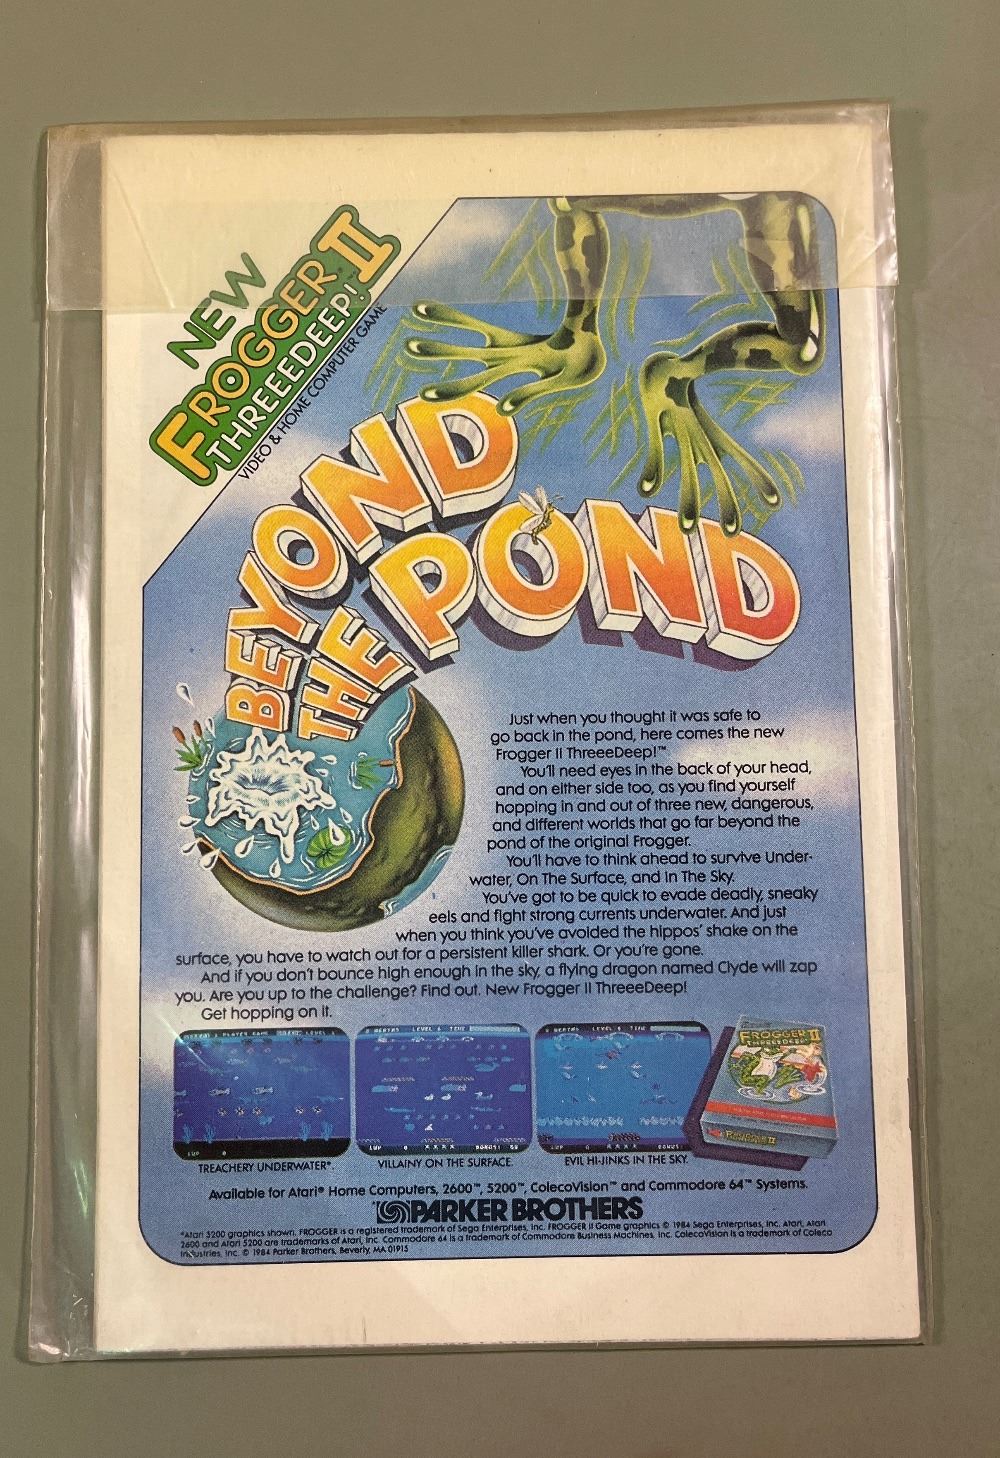 NEW
FROGGER II
THREEEDEEP!
VIDEO & HOME COMPUTER GAME
BEYOND
THE POND
Just when you thought it was safe to
go back in the pond, here comes the new
Frogger II ThreeeDeep!™
You'll need eyes in the back of your head,
and on either side too, as you find yourself
hopping in and out of three new, dangerous,
and different worlds that go far beyond the
pond of the original Frogger.
You'll have to think ahead to survive Under-
water, On The Surface, and In The Sky.
You've got to be quick to evade deadly, sneaky
eels and fight strong currents underwater. And just
when you think you've avoided the hippos' shake on the
surface, you have to watch out for a persistent killer shark. Or you're gone.
And if you don't bounce high enough in the sky, a flying dragon named Clyde will zap
you. Are you up to the challenge? Find out. New Frogger II ThreeeDeep!
Get hopping on it.
LEVEL 6 TIME
FROGGER II
THREEEDEEP!
FROGGER II
TREACHERY UNDERWATER*.
VILLAINY ON THE SURFACE.
EVIL HI-JINKS IN THE SKY.
Available for Atari® Home Computers, 2600™, 5200™, ColecoVision™ and Commodore 64™ Systems.
PARKER BROTHERS
*Atari 5200 graphics shown. FROGGER is a registered trademark of Sega Enterprises, Inc. FROGGER II Game graphics © 1984 Sega Enterprises, Inc. Atari, Atari
2600 and Atari 5200 are trademarks of Atari, Inc. Commodore 64 is a trademark of Commodore Business Machines, Inc. ColecoVision is a trademark of Coleco
Industries, Inc. © 1984 Parker Brothers, Beverly, MA 01915